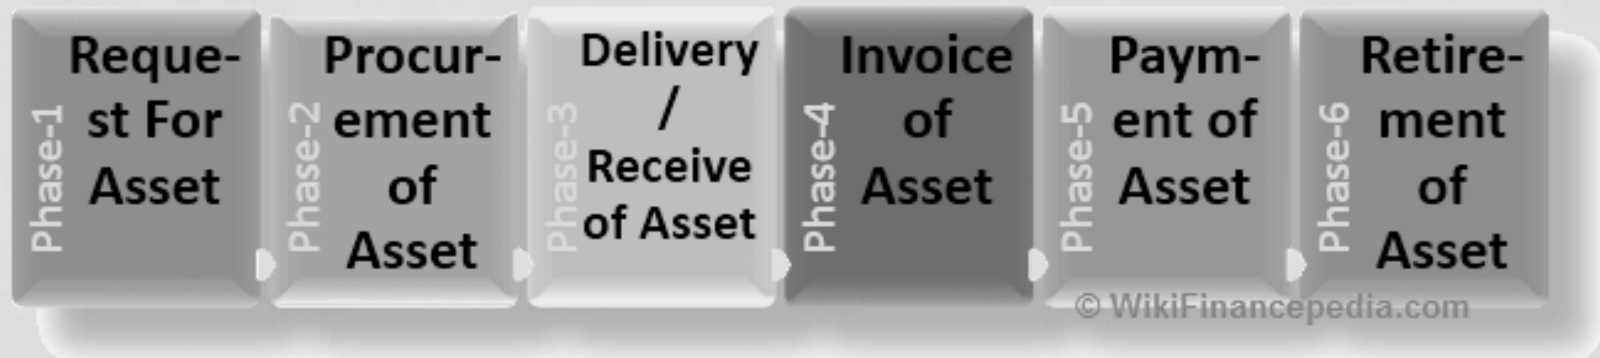 Phase-1
Reque-
st For
Asset
Phase-2
Procur-
ement
of
Asset
Phase-3
Delivery
/
Receive
of Asset
Phase-4
Invoice
of
Asset
Phase-5
Paym-
ent of
Asset
Phase-6
Retire-
ment
of
Asset
© WikiFinancepedia.com